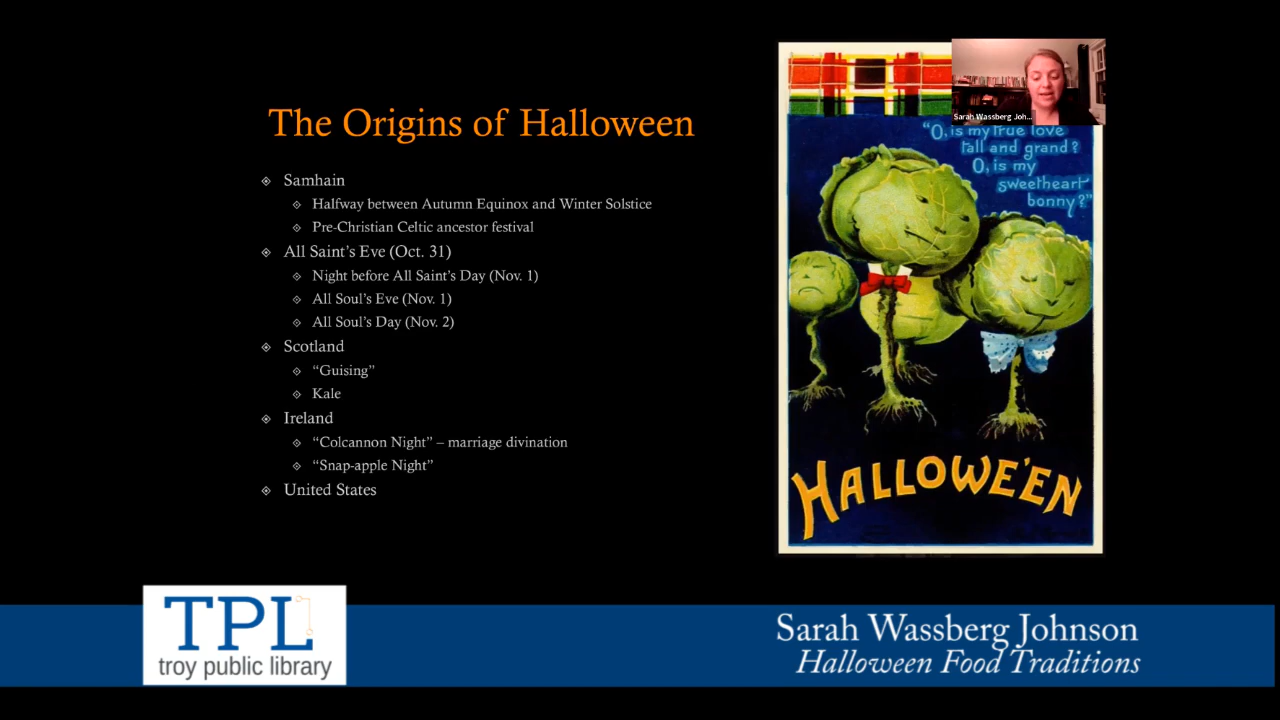 The Origins of Halloween
Samhain
Halfway between Autumn Equinox and Winter Solstice
Pre-Christian Celtic ancestor festival
All Saint's Eve (Oct. 31)
Night before All Saint's Day (Nov. 1)
All Soul's Eve (Nov. 1)
All Soul's Day (Nov. 2)
Scotland
“Guising”
Kale
Ireland
“Colcannon Night” – marriage divination
“Snap-apple Night”
United States
Sarah Wassberg Joh...
“O, is my true love
tall and grand?
O, is my
sweetheart
bonny?”
HALLOWE'EN
TPL
troy public library
Sarah Wassberg Johnson
Halloween Food Traditions